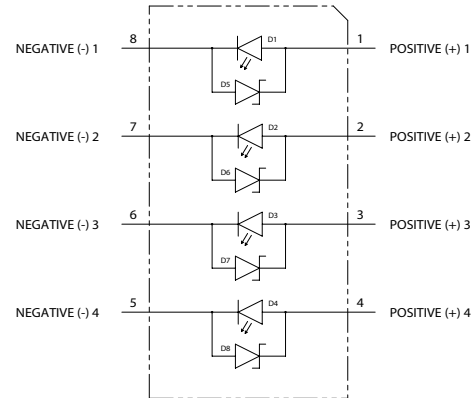 NEGATIVE (-) 1 8 D1 1 POSITIVE (+) 1
D5
NEGATIVE (-) 2 7 D2 2 POSITIVE (+) 2
D6
NEGATIVE (-) 3 6 D3 3 POSITIVE (+) 3
D7
NEGATIVE (-) 4 5 D4 4 POSITIVE (+) 4
D8